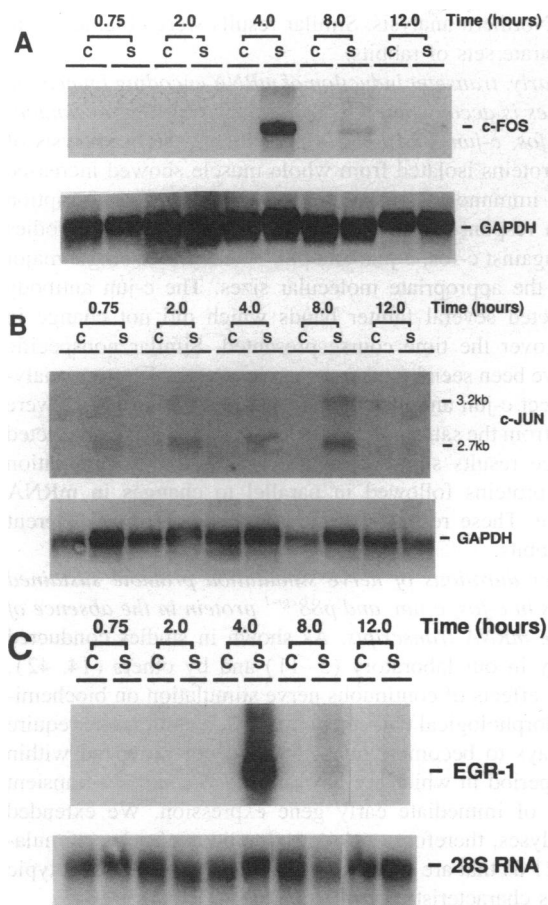 A
0.75 2.0 4.0 8.0 12.0 Time (hours)
C S C S C S C S C S
– c-FOS
– GAPDH
B
0.75 2.0 4.0 8.0 12.0 Time (hours)
C S C S C S C S C S
– 3.2kb
c-JUN
– 2.7kb
– GAPDH
C
0.75 2.0 4.0 8.0 12.0 Time (hours)
C S C S C S C S C S
– EGR-1
– 28S RNA